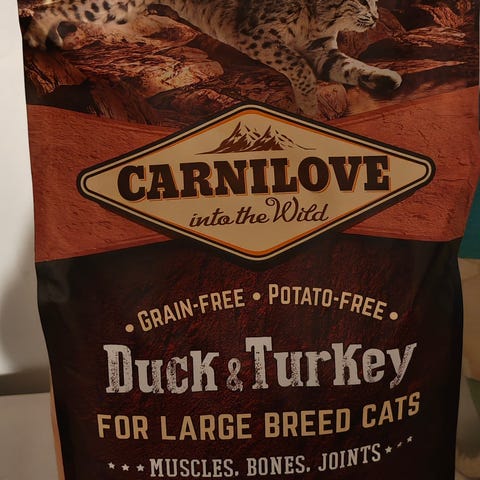 CARNILOVE
into the Wild
• GRAIN-FREE • POTATO-FREE •
Duck & Turkey
FOR LARGE BREED CATS
★★★ MUSCLES. BONES. JOINTS ★★★